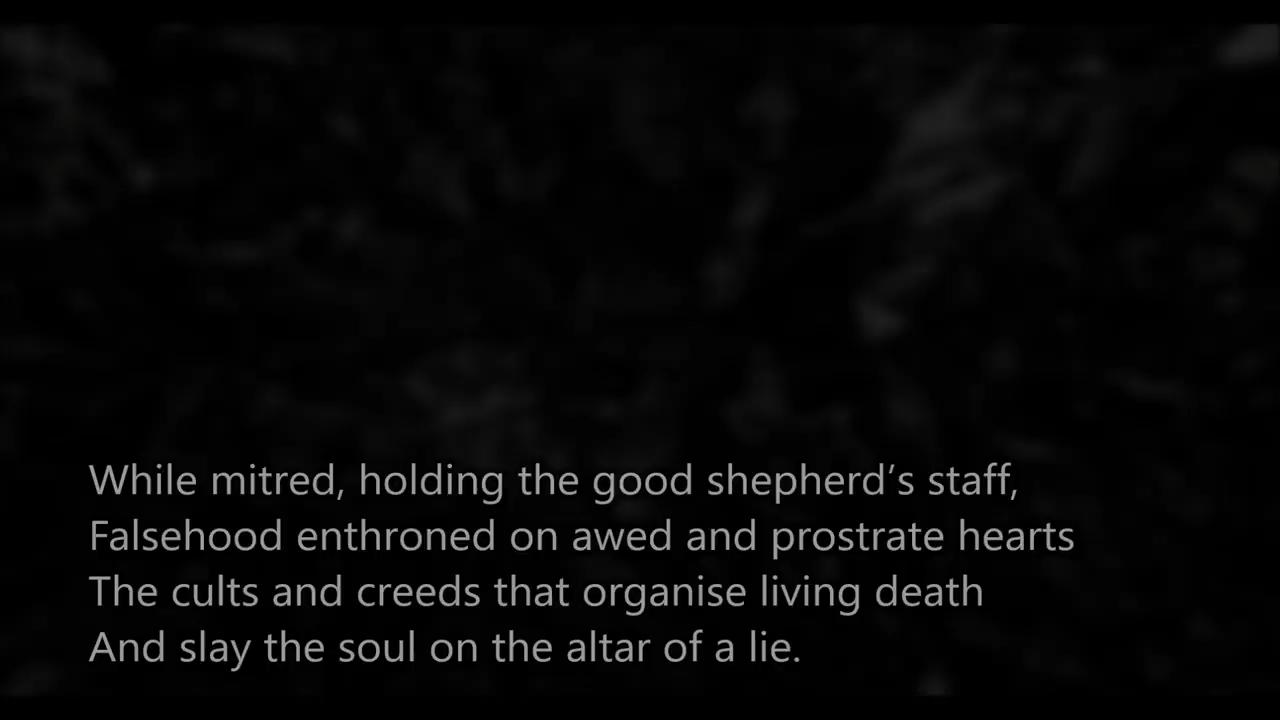 While mitred, holding the good shepherd’s staff,
Falsehood enthroned on awed and prostrate hearts
The cults and creeds that organise living death
And slay the soul on the altar of a lie.